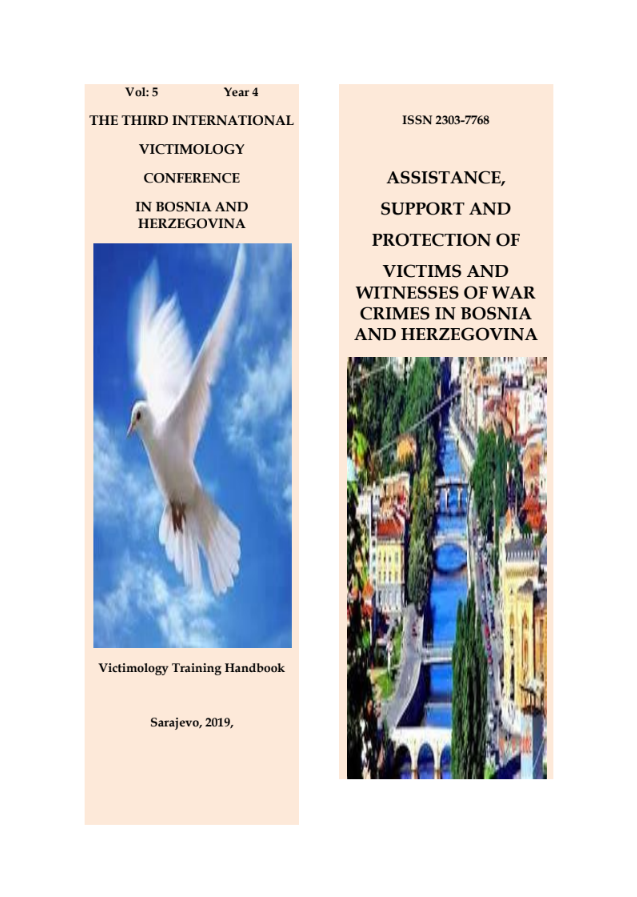 Vol: 5 Year 4
THE THIRD INTERNATIONAL
VICTIMOLOGY
CONFERENCE
IN BOSNIA AND
HERZEGOVINA
Victimology Training Handbook
Sarajevo, 2019,
ISSN 2303-7768
ASSISTANCE,
SUPPORT AND
PROTECTION OF
VICTIMS AND
WITNESSES OF WAR
CRIMES IN BOSNIA
AND HERZEGOVINA